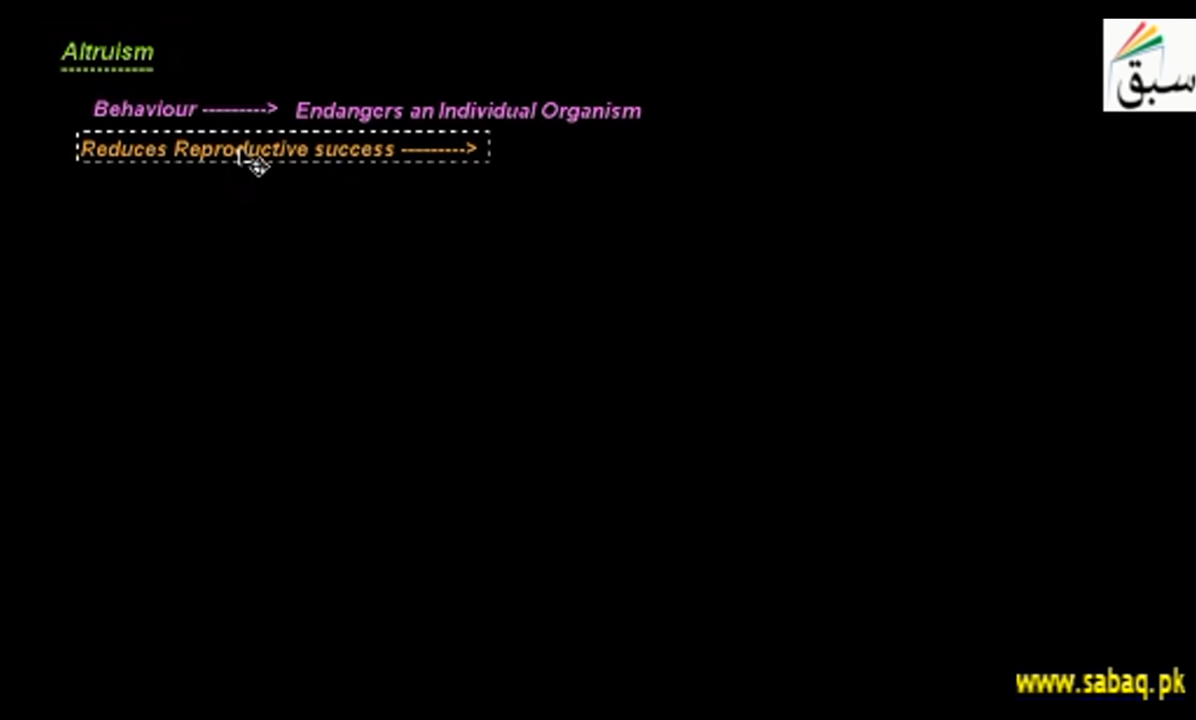 Altruism
سبق
Behaviour ---------> Endangers an Individual Organism
Reduces Reproductive success --------->
www.sabaq.pk